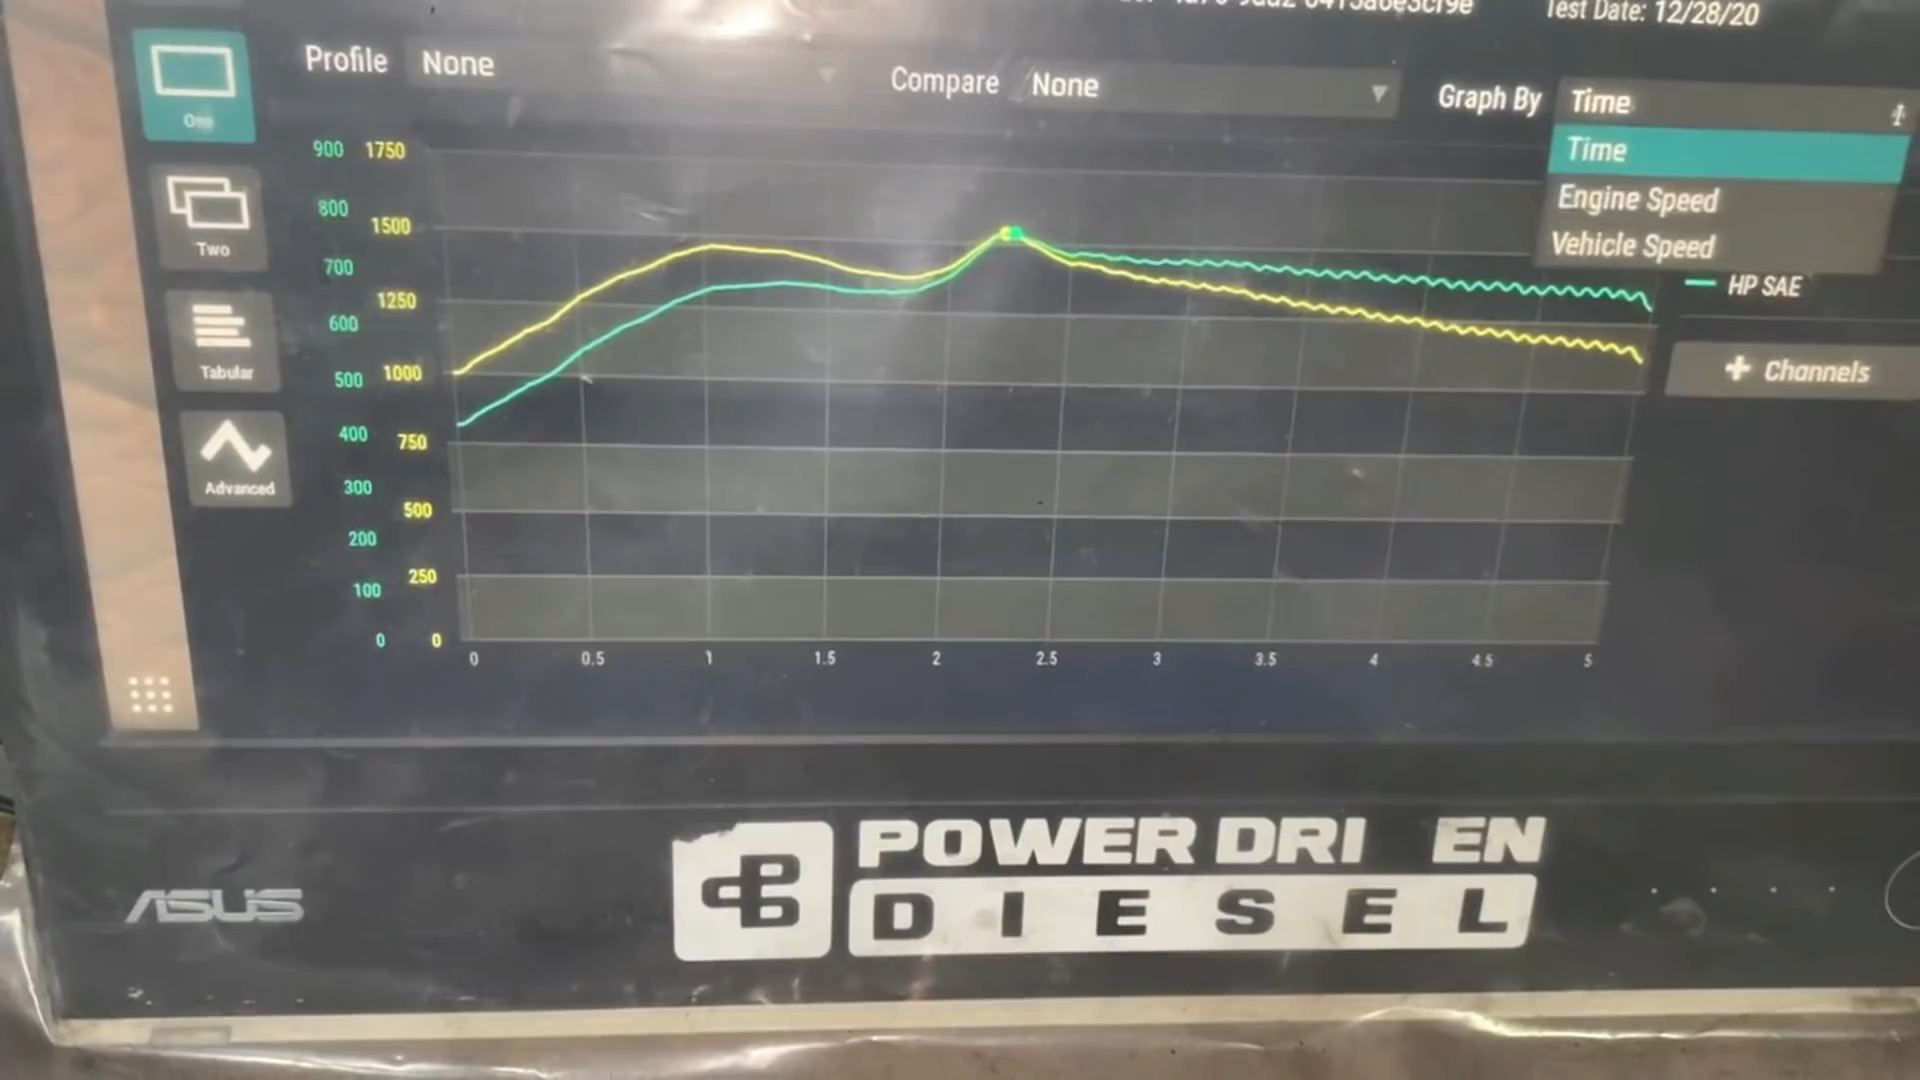 Test Date: 12/28/20
Profile None
Compare None
Graph By Time
Time
Engine Speed
Vehicle Speed
HP SAE
+ Channels
One
Two
Tabular
Advanced
900 1750
800
1500
700
1250
600
500 1000
400
750
300
500
200
250
100
0 0
0 0.5 1 1.5 2 2.5 3 3.5 4 4.5 5
ASUS
POWER DRI EN
DIESEL